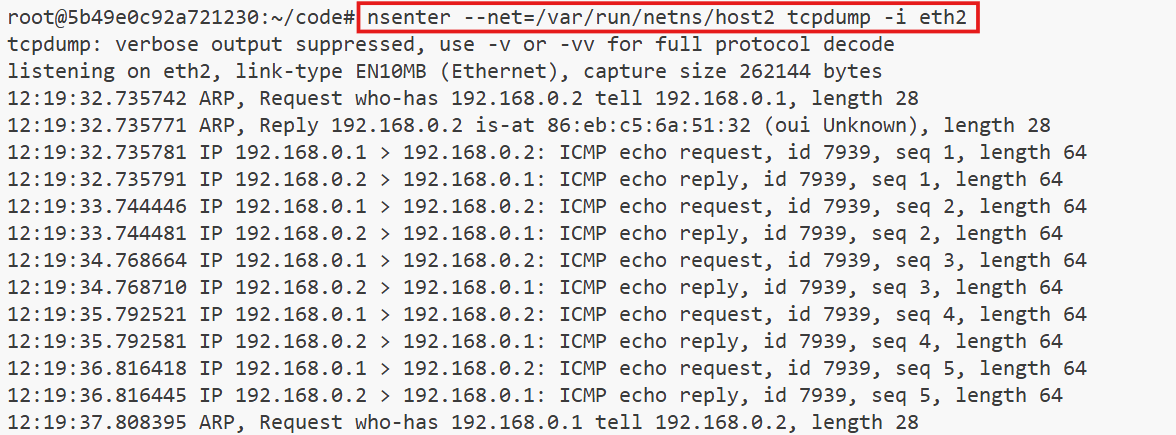 root@5b49e0c92a721230:~/code# nsenter --net=/var/run/netns/host2 tcpdump -i eth2
tcpdump: verbose output suppressed, use -v or -vv for full protocol decode
listening on eth2, link-type EN10MB (Ethernet), capture size 262144 bytes
12:19:32.735742 ARP, Request who-has 192.168.0.2 tell 192.168.0.1, length 28
12:19:32.735771 ARP, Reply 192.168.0.2 is-at 86:eb:c5:6a:51:32 (oui Unknown), length 28
12:19:32.735781 IP 192.168.0.1 > 192.168.0.2: ICMP echo request, id 7939, seq 1, length 64
12:19:32.735791 IP 192.168.0.2 > 192.168.0.1: ICMP echo reply, id 7939, seq 1, length 64
12:19:33.744446 IP 192.168.0.1 > 192.168.0.2: ICMP echo request, id 7939, seq 2, length 64
12:19:33.744481 IP 192.168.0.2 > 192.168.0.1: ICMP echo reply, id 7939, seq 2, length 64
12:19:34.768664 IP 192.168.0.1 > 192.168.0.2: ICMP echo request, id 7939, seq 3, length 64
12:19:34.768710 IP 192.168.0.2 > 192.168.0.1: ICMP echo reply, id 7939, seq 3, length 64
12:19:35.792521 IP 192.168.0.1 > 192.168.0.2: ICMP echo request, id 7939, seq 4, length 64
12:19:35.792581 IP 192.168.0.2 > 192.168.0.1: ICMP echo reply, id 7939, seq 4, length 64
12:19:36.816418 IP 192.168.0.1 > 192.168.0.2: ICMP echo request, id 7939, seq 5, length 64
12:19:36.816445 IP 192.168.0.2 > 192.168.0.1: ICMP echo reply, id 7939, seq 5, length 64
12:19:37.808395 ARP, Request who-has 192.168.0.1 tell 192.168.0.2, length 28